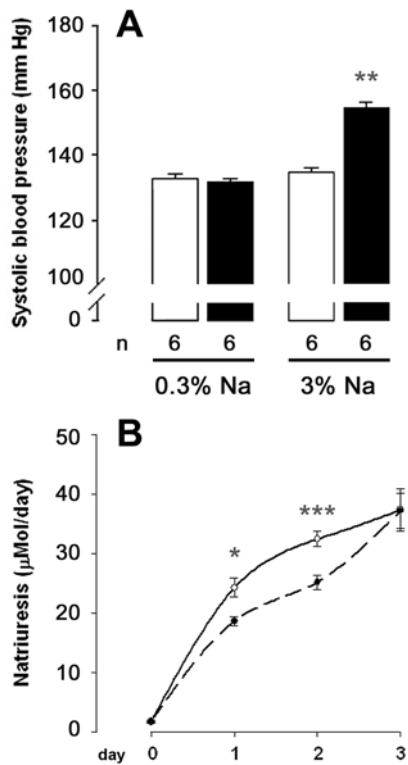 A
Systolic blood pressure (mm Hg)
180
160
140
120
100
0
**
n 6 6 6 6
0.3% Na 3% Na
B
Natriuresis (μMol/day)
50
40
30
20
10
0
*
***
day 0 1 2 3